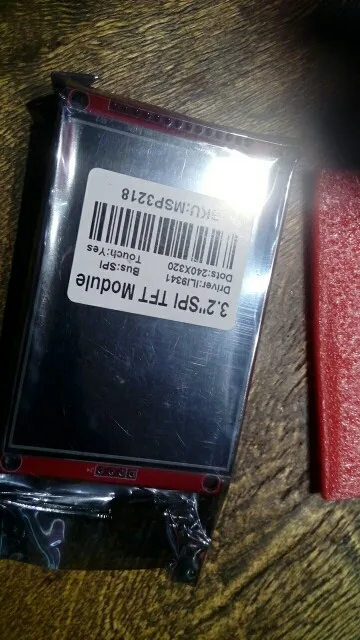 3.2"SPI TFT Module
Driver:ILI9341 Bus:SPI
Dots:240X320 Touch:Yes
SKU:MSP3218